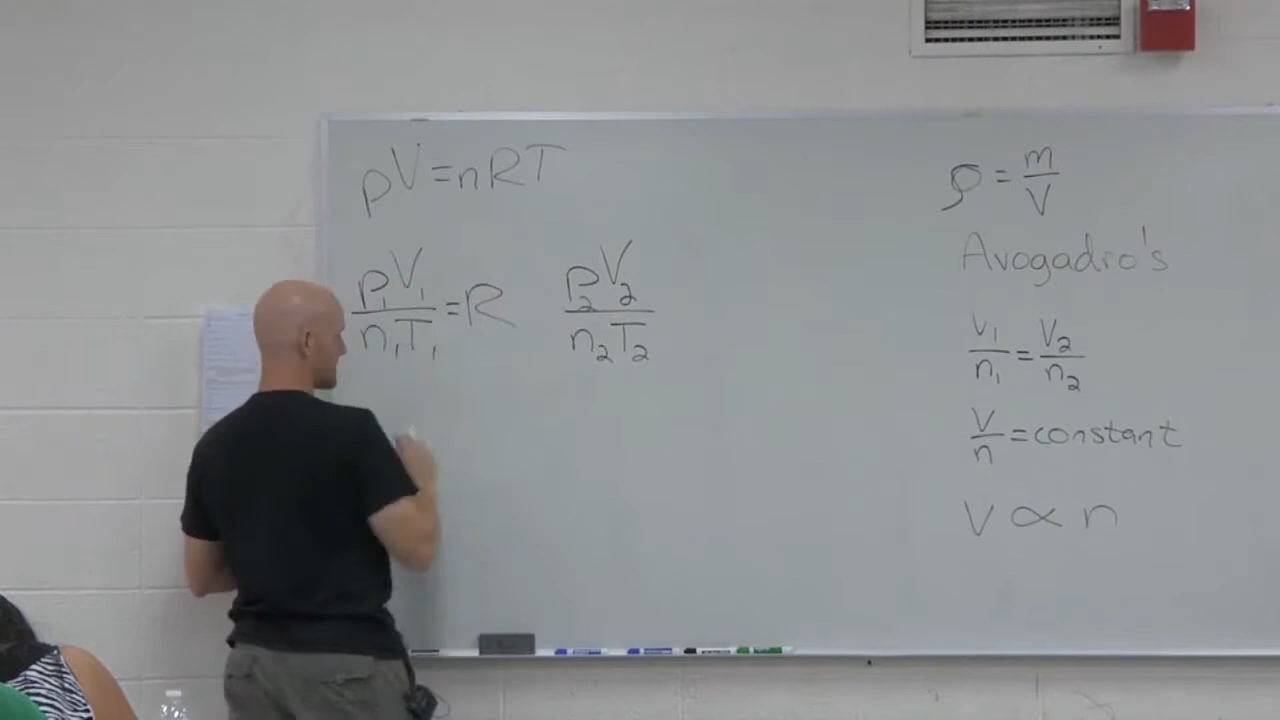 pV=nRT
p₁V₁/n₁T₁=R p₂V₂/n₂T₂
ρ=m/V
Avogadro's
V₁/n₁=V₂/n₂
V/n=constant
V∝n